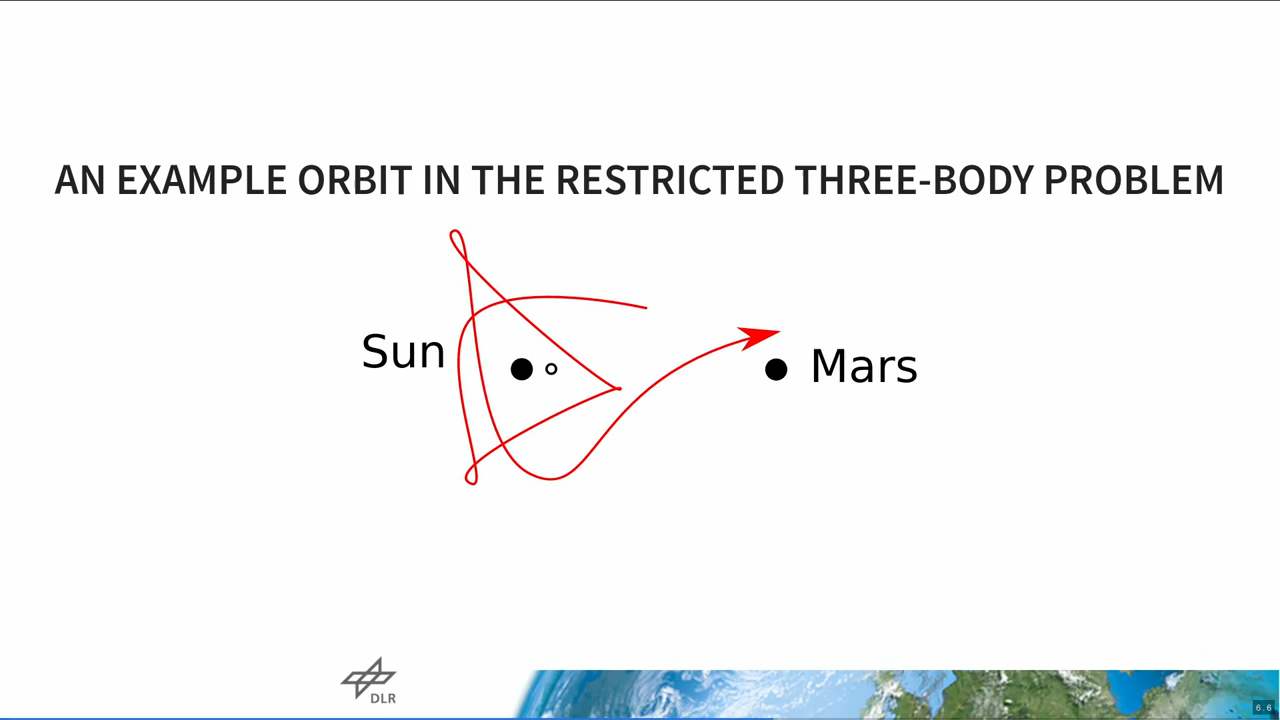 AN EXAMPLE ORBIT IN THE RESTRICTED THREE-BODY PROBLEM
Sun
Mars
DLR
6.6